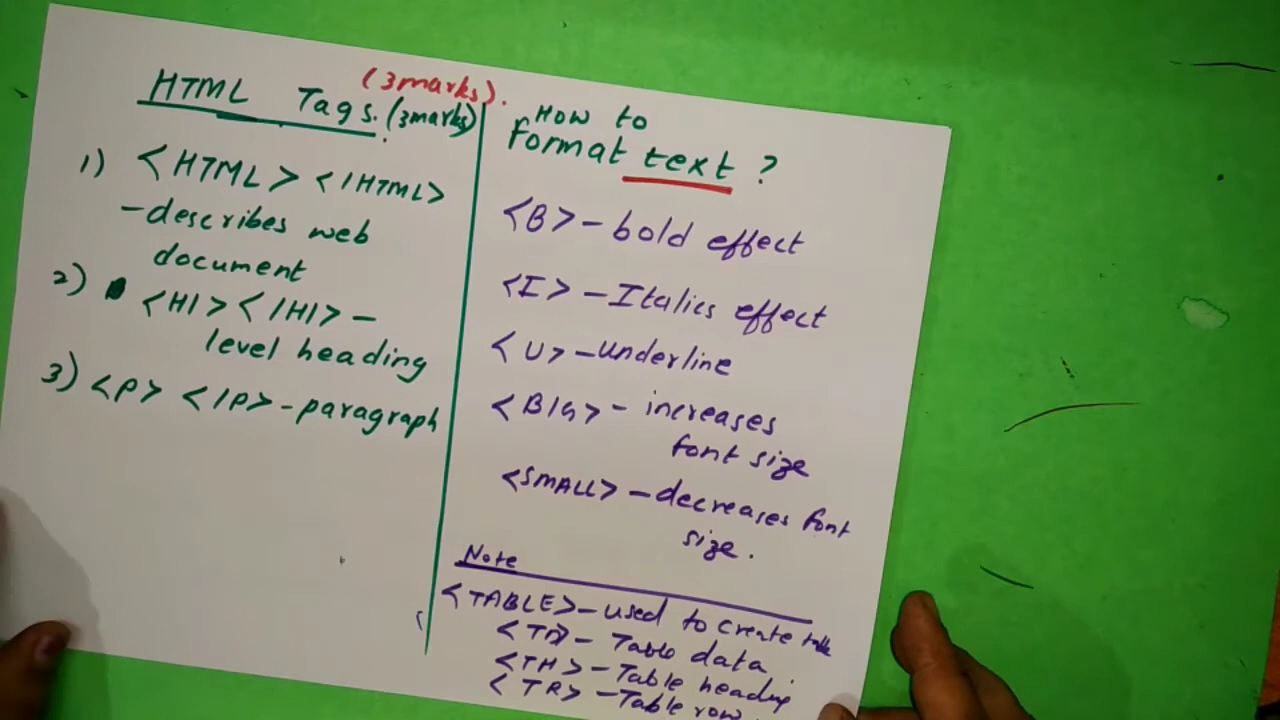 (3marks).
HTML Tags. (3marks)
1) <HTML> </HTML>
-describes web
document
2) <H1> </H1> -
level heading
3) <P> </P> - paragraph
How to
Format text ?
<B> - bold effect
<I> - Italics effect
<U> - underline
<BIG> - increases
font size
<SMALL> - decreases font
size.
Note
<TABLE> - used to create table
<TD> - Table data
<TH> - Table heading
<TR> - Table row